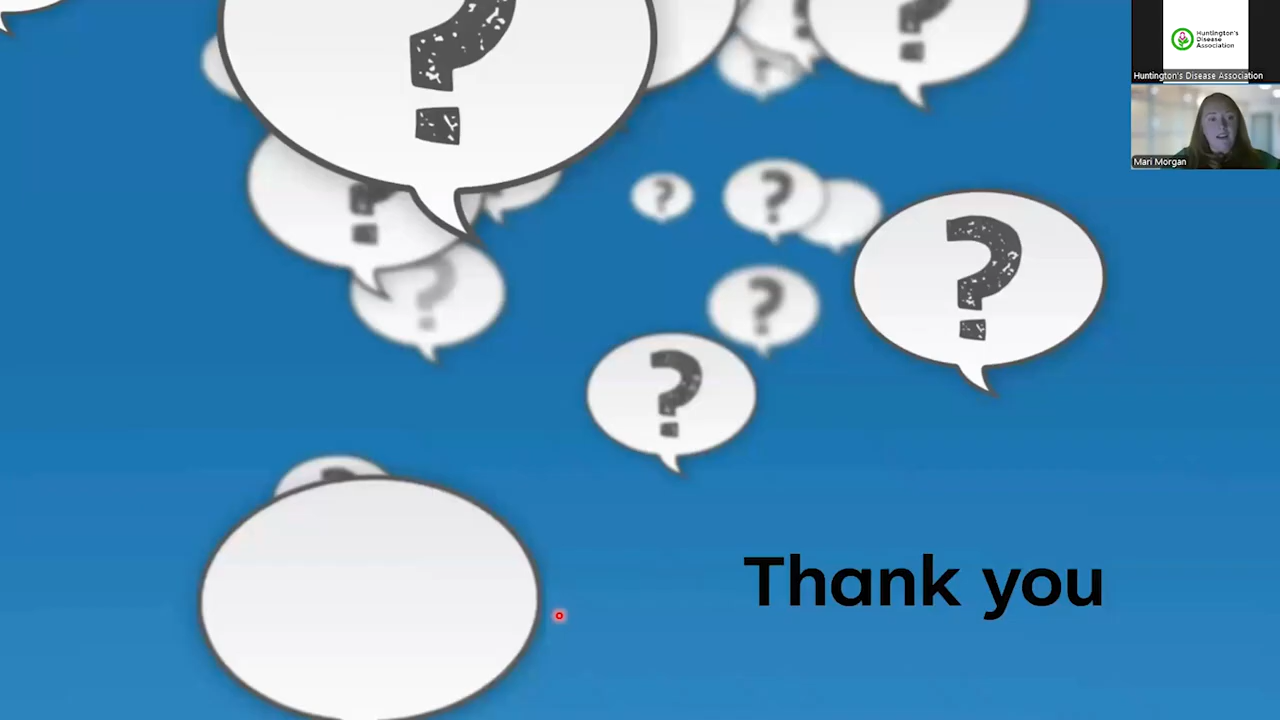 ?
?
?
Huntington's
Disease
Association
Huntington's Disease Association
Mari Morgan
?
?
?
?
?
?
?
?
Thank you